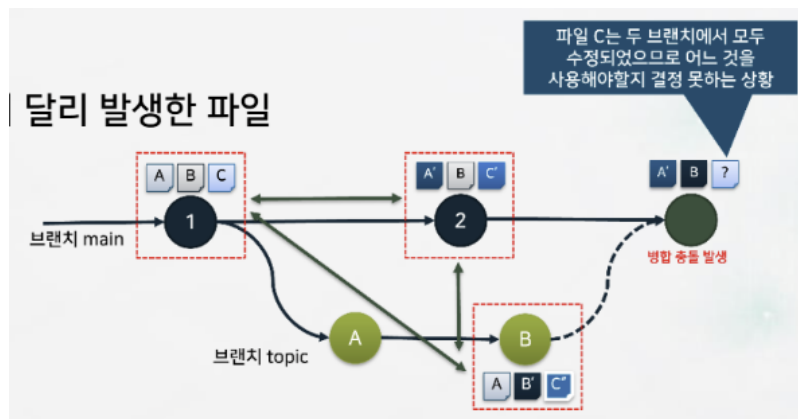 파일 C는 두 브랜치에서 모두
수정되었으므로 어느 것을
사용해야할지 결정 못하는 상황
달리 발생한 파일
A B C
A' B C'
A' B ?
1
2
브랜치 main
병합 충돌 발생
A
B
브랜치 topic
A B' C"